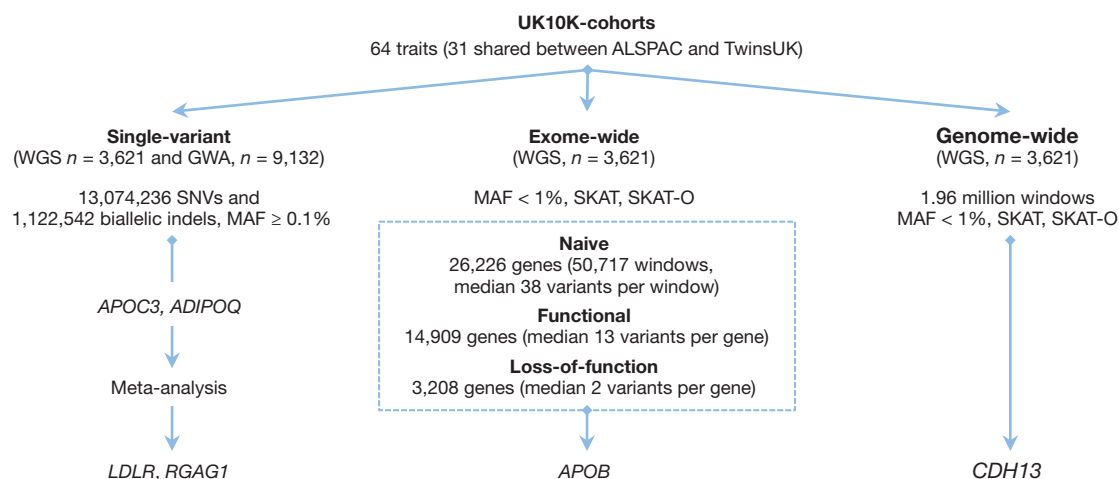 UK10K-cohorts
64 traits (31 shared between ALSPAC and TwinsUK)
Single-variant
(WGS n = 3,621 and GWA, n = 9,132)
13,074,236 SNVs and
1,122,542 biallelic indels, MAF ≥ 0.1%
APOC3, ADIPOQ
Meta-analysis
LDLR, RGAG1
Exome-wide
(WGS, n = 3,621)
MAF < 1%, SKAT, SKAT-O
Naive
26,226 genes (50,717 windows,
median 38 variants per window)
Functional
14,909 genes (median 13 variants per gene)
Loss-of-function
3,208 genes (median 2 variants per gene)
APOB
Genome-wide
(WGS, n = 3,621)
1.96 million windows
MAF < 1%, SKAT, SKAT-O
CDH13